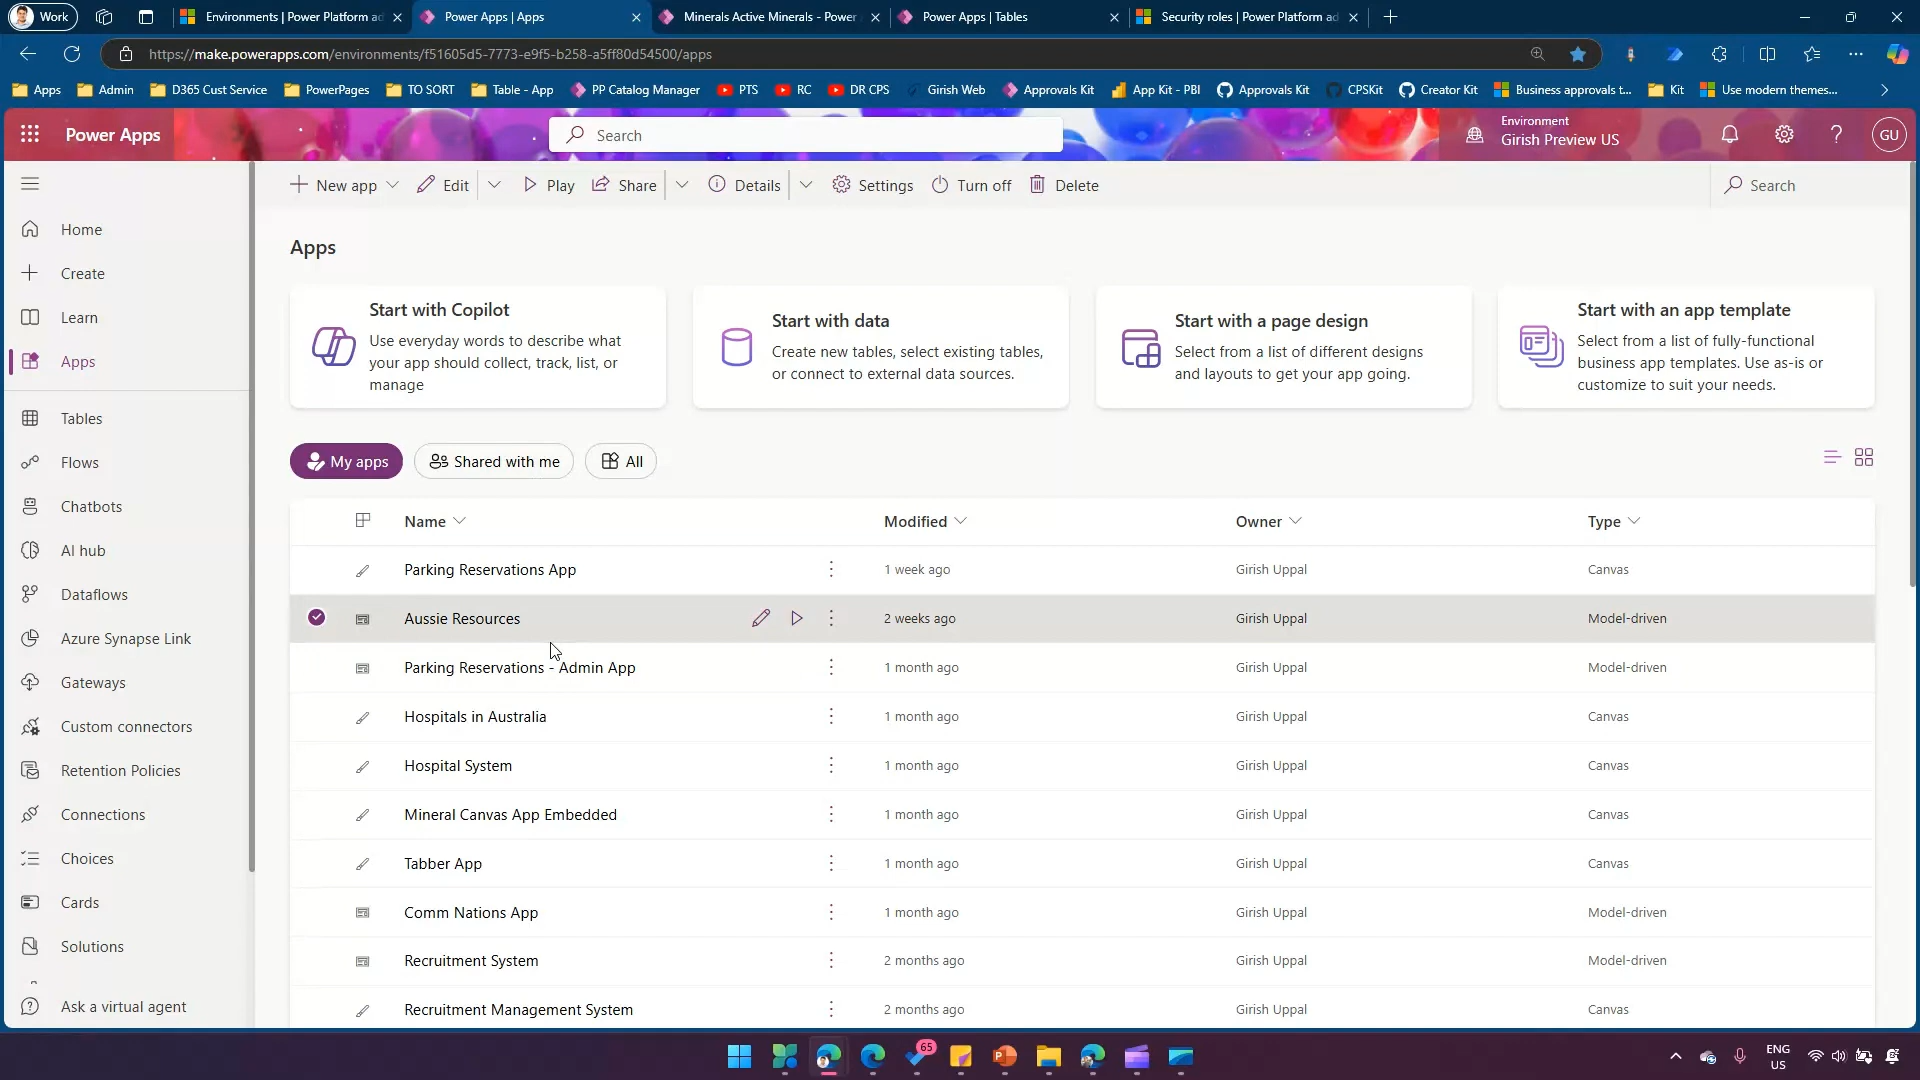 Work
Environments | Power Platform ad
Power Apps | Apps
Minerals Active Minerals - Power
Power Apps | Tables
Security roles | Power Platform ad
https://make.powerapps.com/environments/f51605d5-7773-e9f5-b258-a5ff80d54500/apps
Apps
Admin
D365 Cust Service
PowerPages
TO SORT
Table - App
PP Catalog Manager
PTS
RC
DR CPS
Girish Web
Approvals Kit
App Kit - PBI
Approvals Kit
CPSKit
Creator Kit
Business approvals t...
Kit
Use modern themes...
Power Apps
Search
Environment
Girish Preview US
GU
New app
Edit
Play
Share
Details
Settings
Turn off
Delete
Search
Home
Create
Learn
Apps
Tables
Flows
Chatbots
AI hub
Dataflows
Azure Synapse Link
Gateways
Custom connectors
Retention Policies
Connections
Choices
Cards
Solutions
Ask a virtual agent
Apps
Start with Copilot
Use everyday words to describe what
your app should collect, track, list, or
manage
Start with data
Create new tables, select existing tables,
or connect to external data sources.
Start with a page design
Select from a list of different designs
and layouts to get your app going.
Start with an app template
Select from a list of fully-functional
business app templates. Use as-is or
customize to suit your needs.
My apps
Shared with me
All
Name Modified Owner Type
Parking Reservations App 1 week ago Girish Uppal Canvas
Aussie Resources 2 weeks ago Girish Uppal Model-driven
Parking Reservations - Admin App 1 month ago Girish Uppal Model-driven
Hospitals in Australia 1 month ago Girish Uppal Canvas
Hospital System 1 month ago Girish Uppal Canvas
Mineral Canvas App Embedded 1 month ago Girish Uppal Canvas
Tabber App 1 month ago Girish Uppal Canvas
Comm Nations App 1 month ago Girish Uppal Model-driven
Recruitment System 2 months ago Girish Uppal Model-driven
Recruitment Management System 2 months ago Girish Uppal Canvas
65
ENG
US